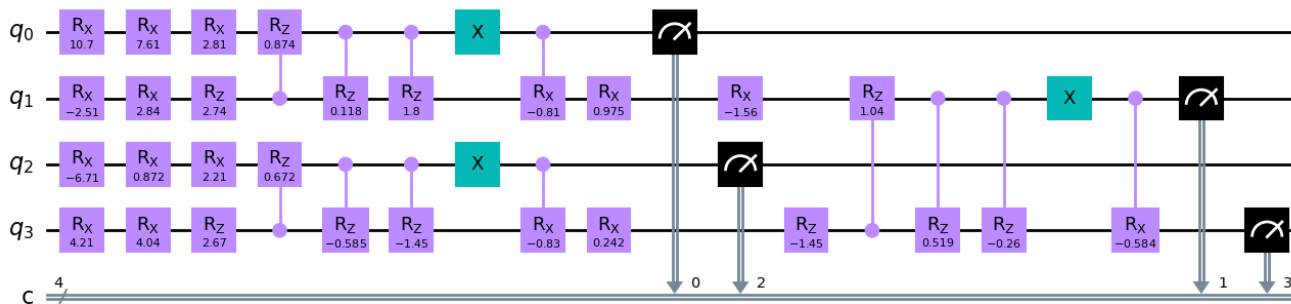 q0 RX 10.7 RX 7.61 RX 2.81 RZ 0.874 X
q1 RX −2.51 RX 2.84 RZ 2.74 RZ 0.118 RZ 1.8 RX −0.81 RX 0.975 RX −1.56 RZ 1.04 X
q2 RX −6.71 RX 0.872 RX 2.21 RZ 0.672 X
q3 RX 4.21 RX 4.04 RZ 2.67 RZ −0.585 RZ −1.45 RX −0.83 RX 0.242 RZ −1.45 RZ 0.519 RZ −0.26 RX −0.584
c 4 0 2 1 3